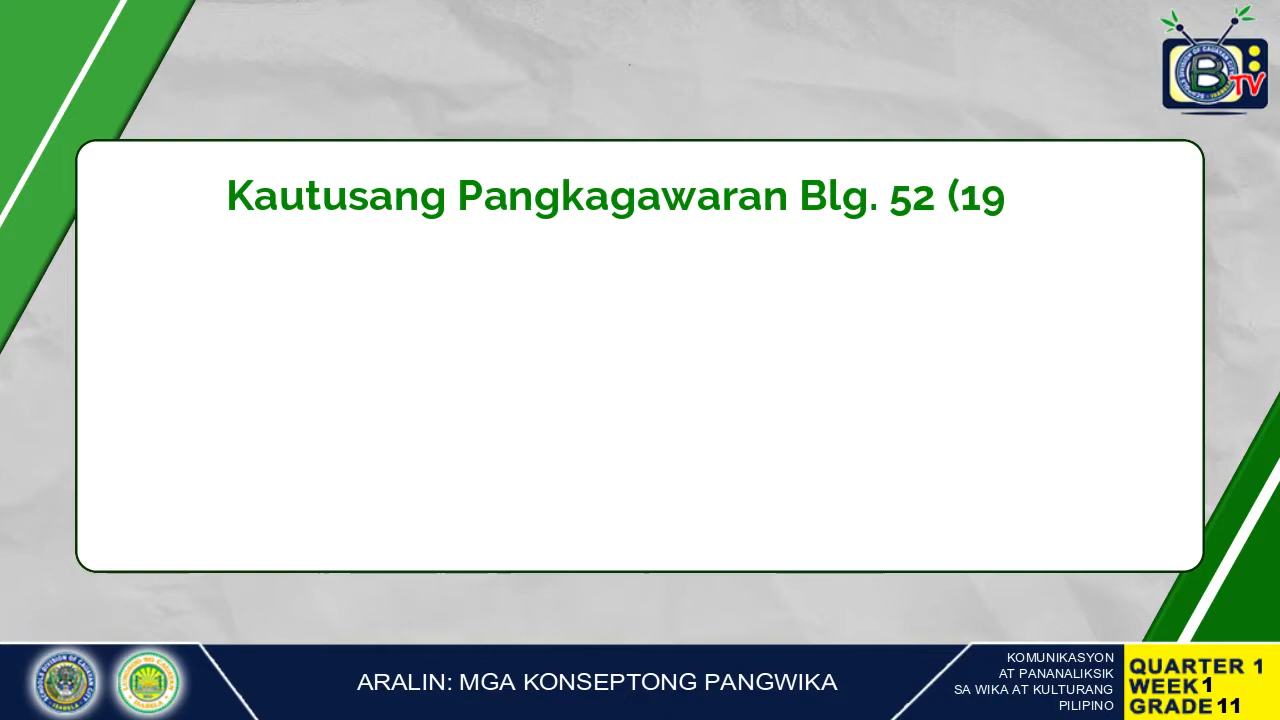 B
TV
Kautusang Pangkagawaran Blg. 52 (19
ARALIN: MGA KONSEPTONG PANGWIKA
KOMUNIKASYON
AT PANANALIKSIK
SA WIKA AT KULTURANG
PILIPINO
QUARTER 1
WEEK 1
GRADE 11